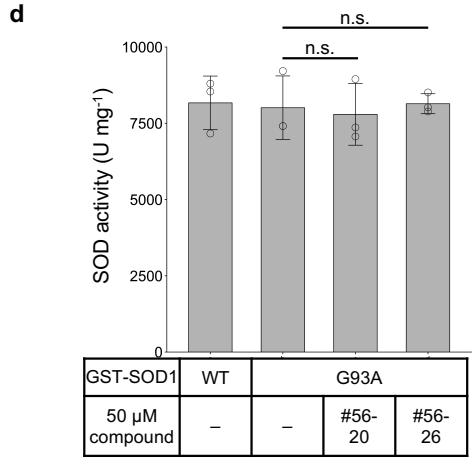 d
n.s.
n.s.
10000
7500
5000
2500
0
SOD activity (U mg⁻¹)
GST-SOD1 WT G93A
50 µM compound – – #56-20 #56-26